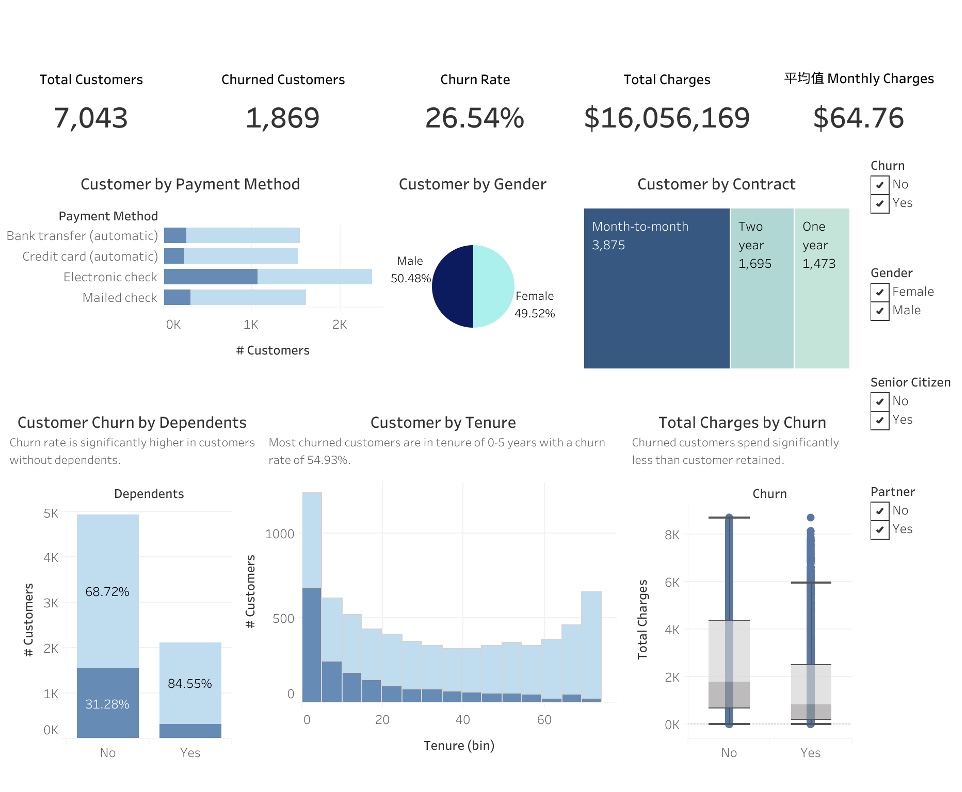 Total Customers
7,043
Churned Customers
1,869
Churn Rate
26.54%
Total Charges
$16,056,169
平均值 Monthly Charges
$64.76
Customer by Payment Method
Payment Method
Bank transfer (automatic)
Credit card (automatic)
Electronic check
Mailed check
0K
1K
2K
# Customers
Customer by Gender
Male
50.48%
Female
49.52%
Customer by Contract
Month-to-month
3,875
Two
year
1,695
One
year
1,473
Churn
No
Yes
Gender
Female
Male
Senior Citizen
No
Yes
Partner
No
Yes
Customer Churn by Dependents
Churn rate is significantly higher in customers
without dependents.
Dependents
# Customers
5K
4K
3K
2K
1K
0K
68.72%
31.28%
84.55%
No
Yes
Customer by Tenure
Most churned customers are in tenure of 0-5 years with a churn
rate of 54.93%.
# Customers
1000
500
0
0
20
40
60
Tenure (bin)
Total Charges by Churn
Churned customers spend significantly
less than customer retained.
Churn
Total Charges
8K
6K
4K
2K
0K
No
Yes